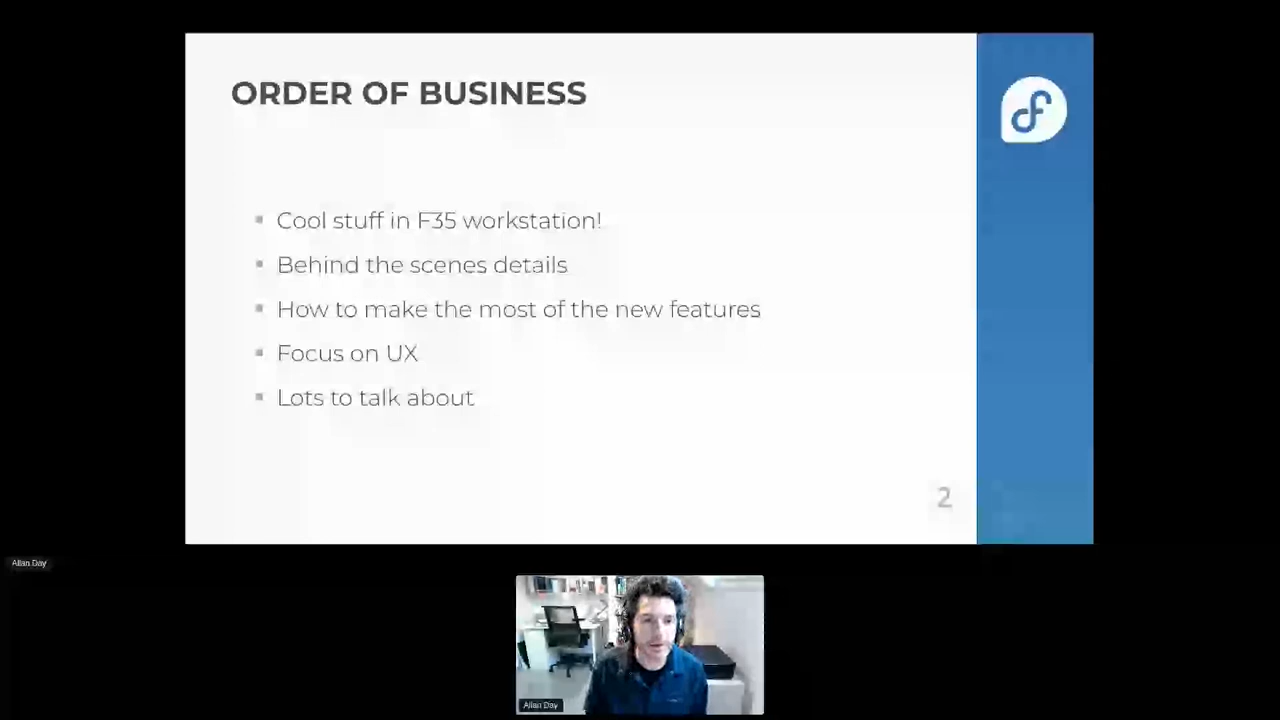 ORDER OF BUSINESS
Cool stuff in F35 workstation!
Behind the scenes details
How to make the most of the new features
Focus on UX
Lots to talk about
2
Allan Day
Allan Day